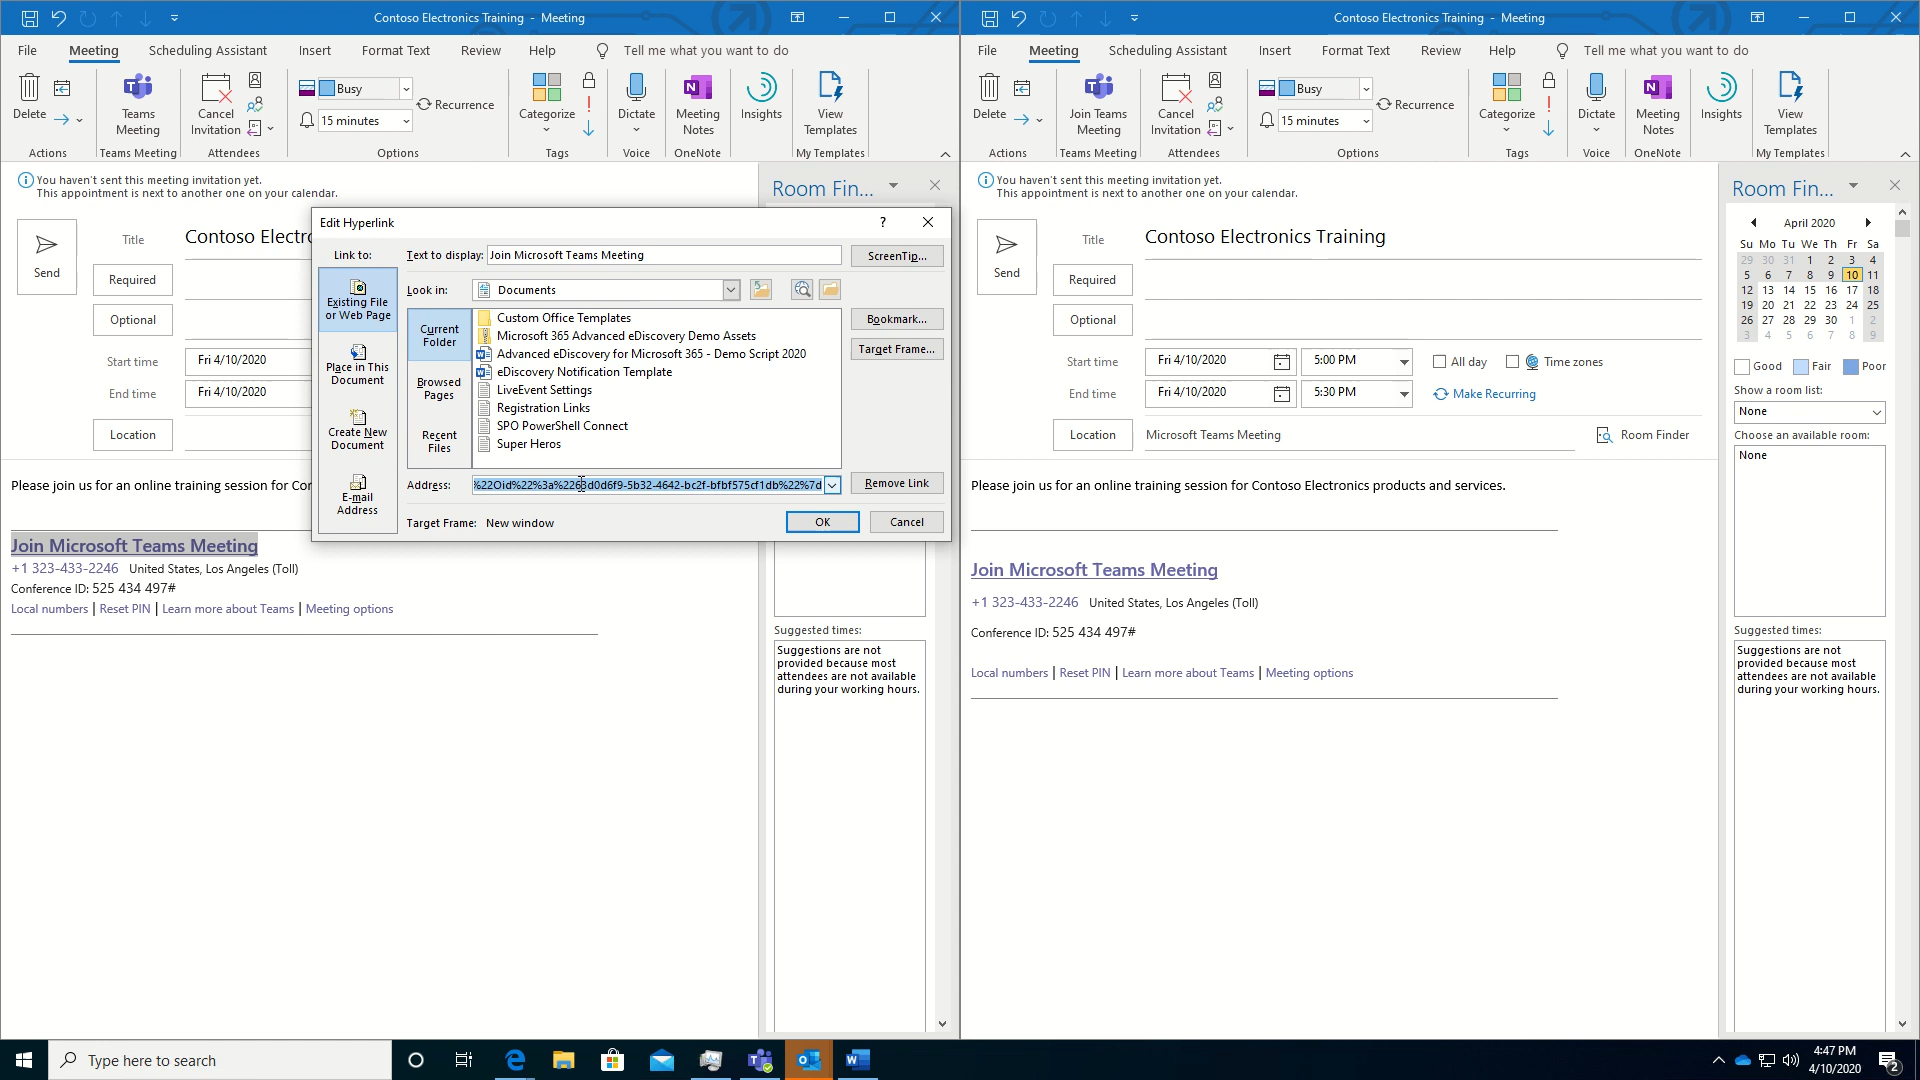 Contoso Electronics Training - Meeting
File
Meeting
Scheduling Assistant
Insert
Format Text
Review
Help
Tell me what you want to do
Delete
Actions
Teams Meeting
Teams Meeting
Cancel Invitation
Attendees
Busy
15 minutes
Recurrence
Options
Categorize
Tags
Dictate
Voice
Meeting Notes
OneNote
Insights
View Templates
My Templates
You haven't sent this meeting invitation yet.
This appointment is next to another one on your calendar.
Send
Title
Contoso Electr
Required
Optional
Start time
Fri 4/10/2020
End time
Fri 4/10/2020
Location
Please join us for an online training session for Con
Join Microsoft Teams Meeting
+1 323-433-2246 United States, Los Angeles (Toll)
Conference ID: 525 434 497#
Local numbers | Reset PIN | Learn more about Teams | Meeting options
Room Fin...
Suggested times:
Suggestions are not
provided because most
attendees are not available
during your working hours.
Edit Hyperlink
?
Link to:
Text to display: Join Microsoft Teams Meeting
ScreenTip...
Existing File
or Web Page
Place in This
Document
Create New
Document
E-mail
Address
Look in:
Documents
Current
Folder
Browsed
Pages
Recent
Files
Custom Office Templates
Microsoft 365 Advanced eDiscovery Demo Assets
Advanced eDiscovery for Microsoft 365 - Demo Script 2020
eDiscovery Notification Template
LiveEvent Settings
Registration Links
SPO PowerShell Connect
Super Heros
Bookmark...
Target Frame...
Address: %22Oid%22%3a%2263d0d6f9-5b32-4642-bc2f-bfbf575cf1db%22%7d
Remove Link
Target Frame: New window
OK
Cancel
Contoso Electronics Training - Meeting
File
Meeting
Scheduling Assistant
Insert
Format Text
Review
Help
Tell me what you want to do
Delete
Actions
Join Teams Meeting
Teams Meeting
Cancel Invitation
Attendees
Busy
15 minutes
Recurrence
Options
Categorize
Tags
Dictate
Voice
Meeting Notes
OneNote
Insights
View Templates
My Templates
You haven't sent this meeting invitation yet.
This appointment is next to another one on your calendar.
Send
Title
Contoso Electronics Training
Required
Optional
Start time
Fri 4/10/2020
5:00 PM
All day
Time zones
End time
Fri 4/10/2020
5:30 PM
Make Recurring
Location
Microsoft Teams Meeting
Room Finder
Please join us for an online training session for Contoso Electronics products and services.
Join Microsoft Teams Meeting
+1 323-433-2246 United States, Los Angeles (Toll)
Conference ID: 525 434 497#
Local numbers | Reset PIN | Learn more about Teams | Meeting options
Room Fin...
April 2020
Su Mo Tu We Th Fr Sa
29 30 31 1 2 3 4
5 6 7 8 9 10 11
12 13 14 15 16 17 18
19 20 21 22 23 24 25
26 27 28 29 30 1 2
3 4 5 6 7 8 9
Good Fair Poor
Show a room list:
None
Choose an available room:
None
Suggested times:
Suggestions are not
provided because most
attendees are not available
during your working hours.
Type here to search
4:47 PM
4/10/2020
2